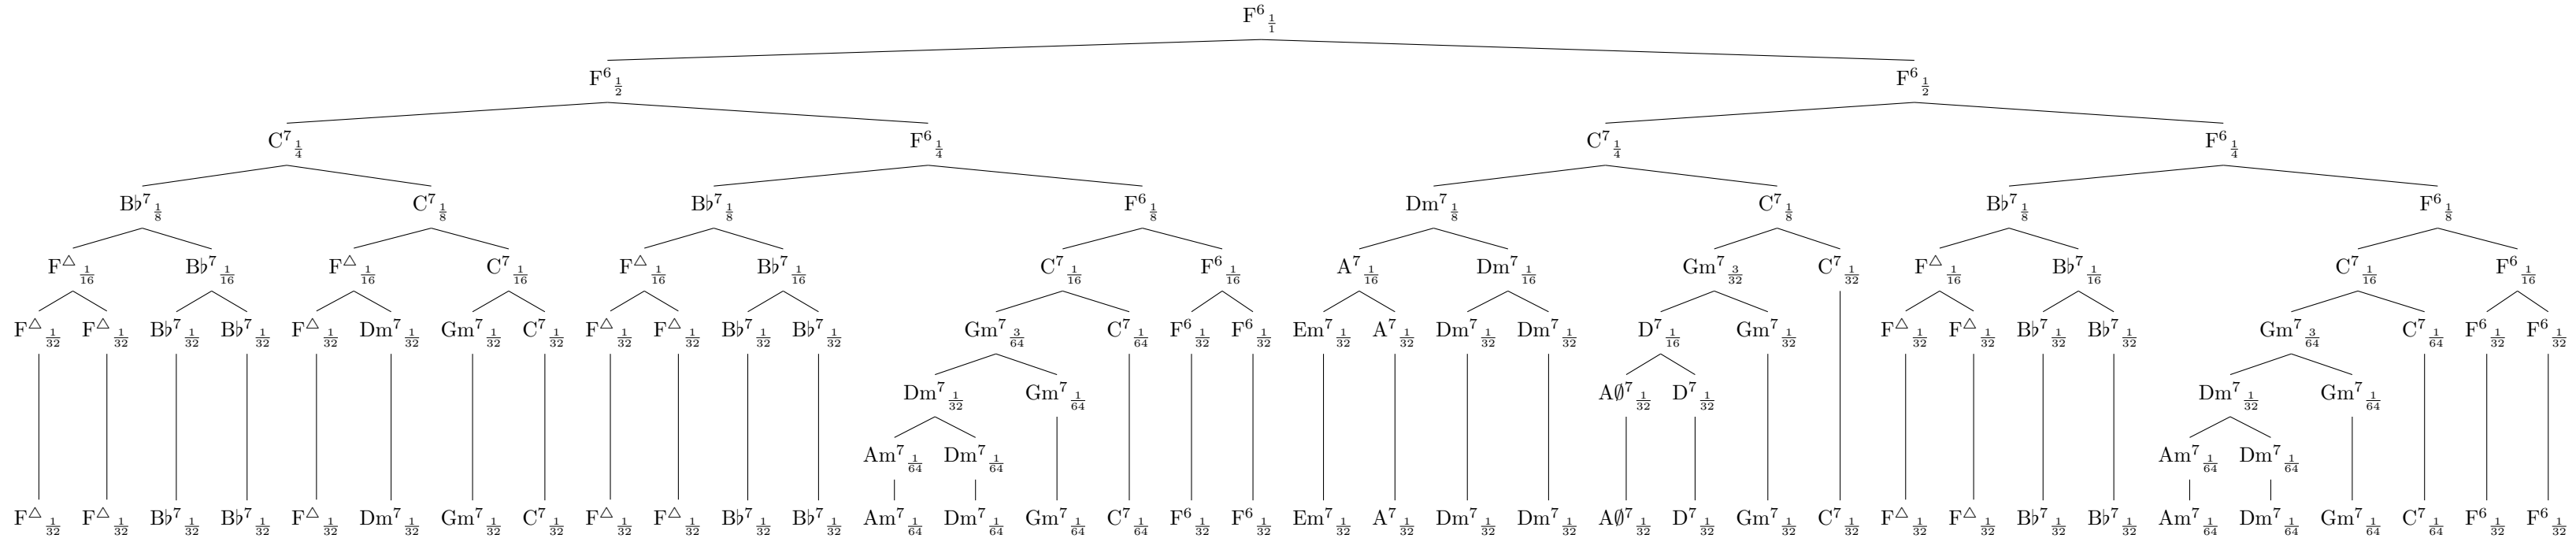 F⁶ 1/1
F⁶ 1/2 F⁶ 1/2
C⁷ 1/4 F⁶ 1/4 C⁷ 1/4 F⁶ 1/4
B♭⁷ 1/8 C⁷ 1/8 B♭⁷ 1/8 F⁶ 1/8 Dm⁷ 1/8 C⁷ 1/8 B♭⁷ 1/8 F⁶ 1/8
F△ 1/16 B♭⁷ 1/16 F△ 1/16 C⁷ 1/16 F△ 1/16 B♭⁷ 1/16 C⁷ 1/16 F⁶ 1/16 A⁷ 1/16 Dm⁷ 1/16 Gm⁷ 3/32 C⁷ 1/32 F△ 1/16 B♭⁷ 1/16 C⁷ 1/16 F⁶ 1/16
F△ 1/32 F△ 1/32 B♭⁷ 1/32 B♭⁷ 1/32 F△ 1/32 Dm⁷ 1/32 Gm⁷ 1/32 C⁷ 1/32 F△ 1/32 F△ 1/32 B♭⁷ 1/32 B♭⁷ 1/32 Gm⁷ 3/64 C⁷ 1/64 F⁶ 1/32 F⁶ 1/32 Em⁷ 1/32 A⁷ 1/32 Dm⁷ 1/32 Dm⁷ 1/32 D⁷ 1/16 Gm⁷ 1/32 F△ 1/32 F△ 1/32 B♭⁷ 1/32 B♭⁷ 1/32 Gm⁷ 3/64 C⁷ 1/64 F⁶ 1/32 F⁶ 1/32
Dm⁷ 1/32 Gm⁷ 1/64 A∅⁷ 1/32 D⁷ 1/32 Dm⁷ 1/32 Gm⁷ 1/64
Am⁷ 1/64 Dm⁷ 1/64 Am⁷ 1/64 Dm⁷ 1/64
F△ 1/32 F△ 1/32 B♭⁷ 1/32 B♭⁷ 1/32 F△ 1/32 Dm⁷ 1/32 Gm⁷ 1/32 C⁷ 1/32 F△ 1/32 F△ 1/32 B♭⁷ 1/32 B♭⁷ 1/32 Am⁷ 1/64 Dm⁷ 1/64 Gm⁷ 1/64 C⁷ 1/64 F⁶ 1/32 F⁶ 1/32 Em⁷ 1/32 A⁷ 1/32 Dm⁷ 1/32 Dm⁷ 1/32 A∅⁷ 1/32 D⁷ 1/32 Gm⁷ 1/32 C⁷ 1/32 F△ 1/32 F△ 1/32 B♭⁷ 1/32 B♭⁷ 1/32 Am⁷ 1/64 Dm⁷ 1/64 Gm⁷ 1/64 C⁷ 1/64 F⁶ 1/32 F⁶ 1/32